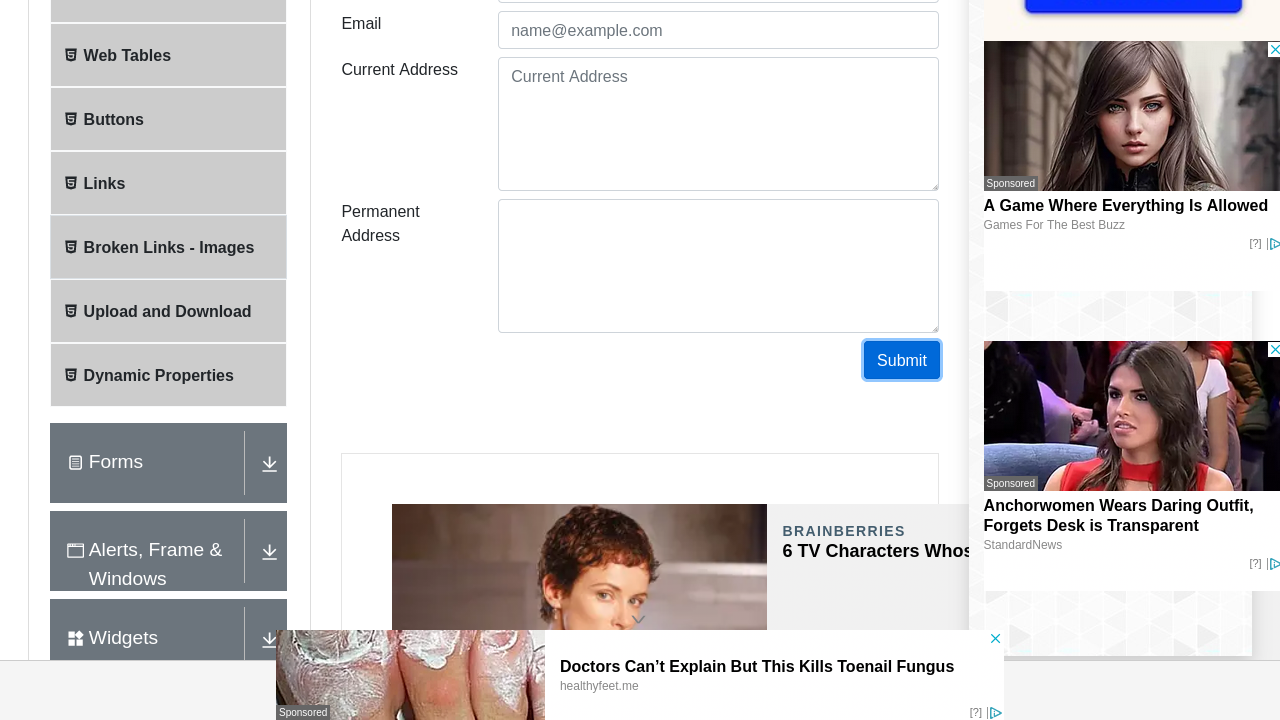 Web Tables
Buttons
Links
Broken Links - Images
Upload and Download
Dynamic Properties
Forms
Alerts, Frame &
Windows
Widgets
Email
name@example.com
Current Address
Current Address
Permanent
Address
Submit
BRAINBERRIES
6 TV Characters Whos
Sponsored
A Game Where Everything Is Allowed
Games For The Best Buzz
[?]
Sponsored
Anchorwomen Wears Daring Outfit,
Forgets Desk is Transparent
StandardNews
[?]
Sponsored
Doctors Can't Explain But This Kills Toenail Fungus
healthyfeet.me
[?]